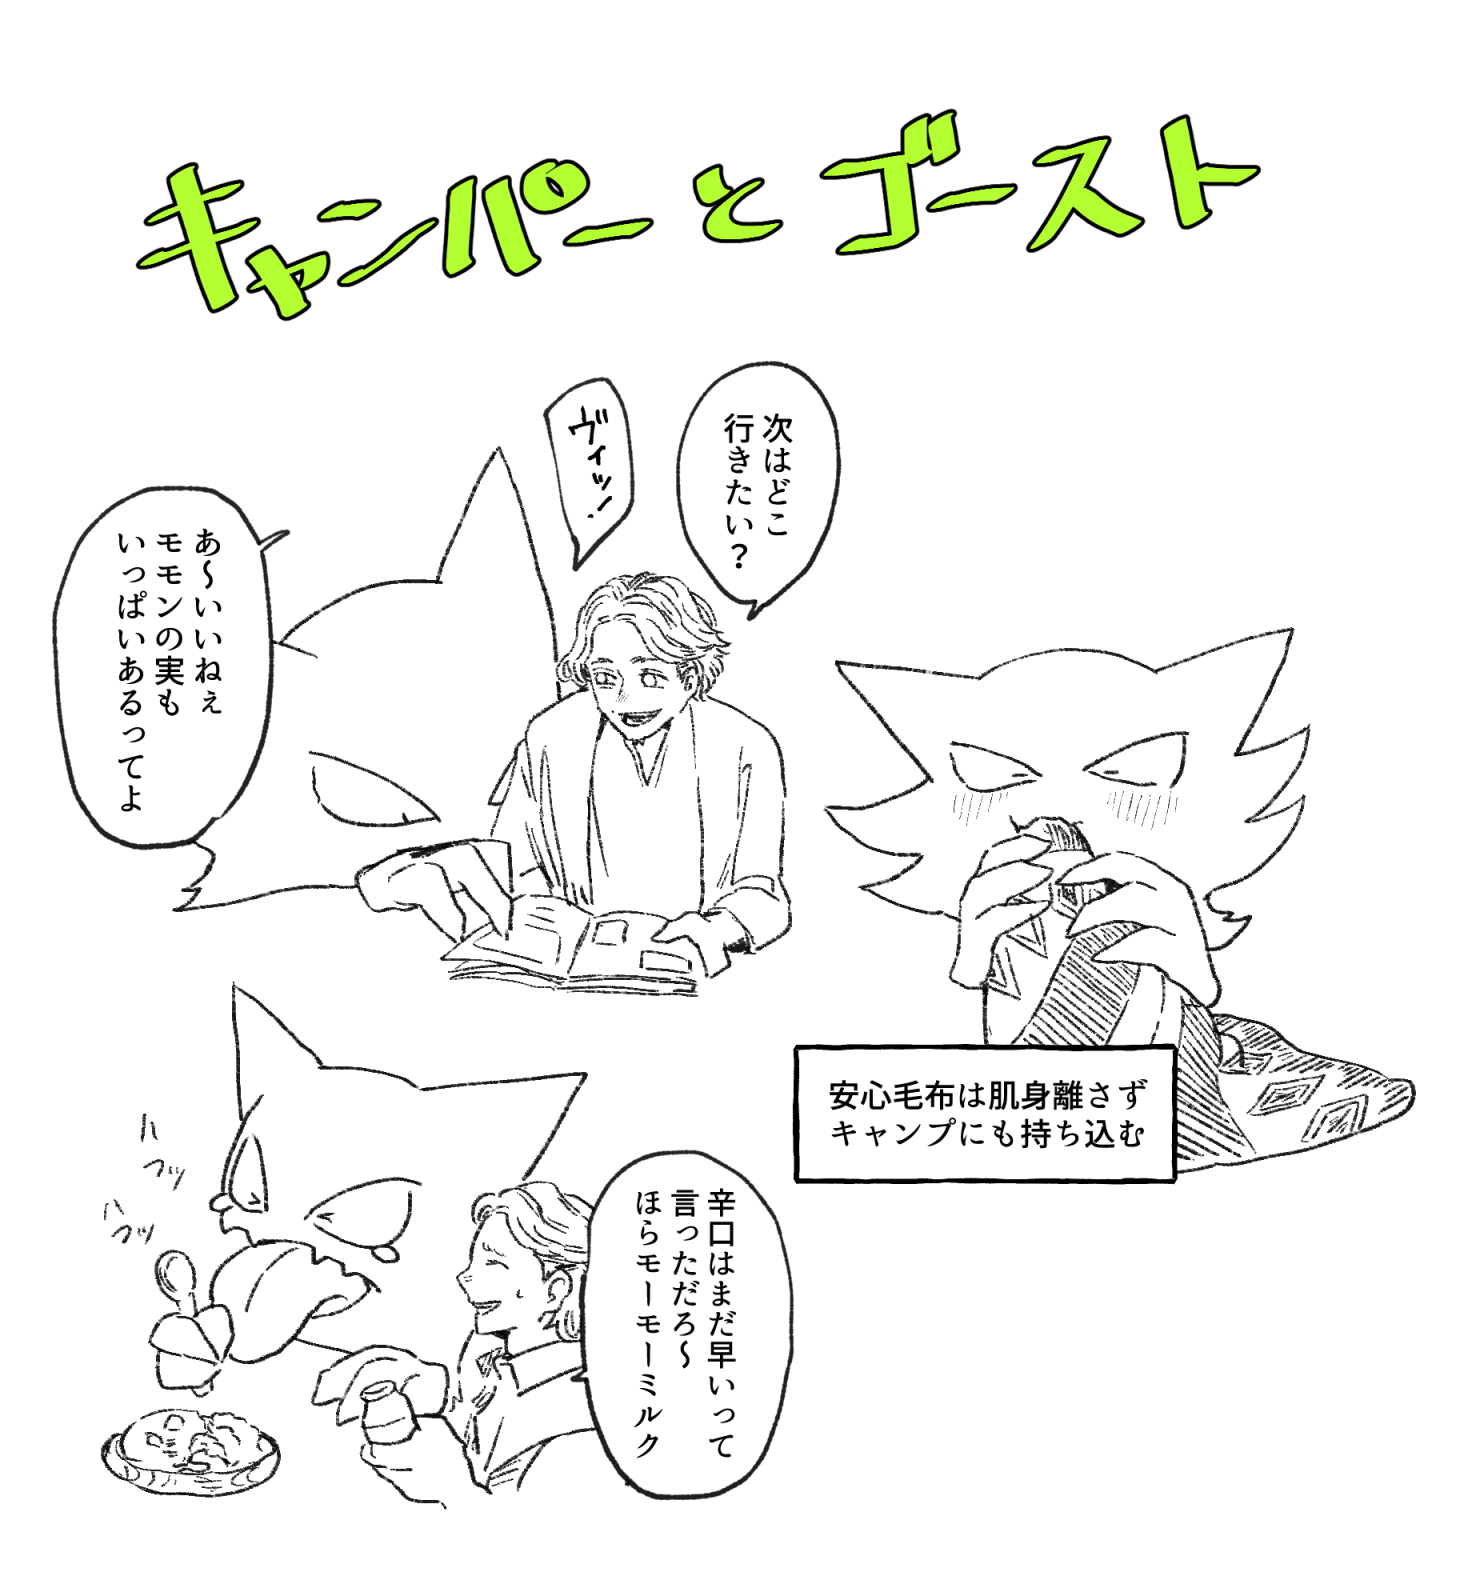 キャンパーとゴースト
次はどこ
行きたい？
ヴィッ!
あ〜いいねぇ
モモンの実も
いっぱいあるってよ
安心毛布は肌身離さず
キャンプにも持ち込む
辛口はまだ早いって
言っただろ〜
ほらモーモーミルク
ハフッ
ハフッ